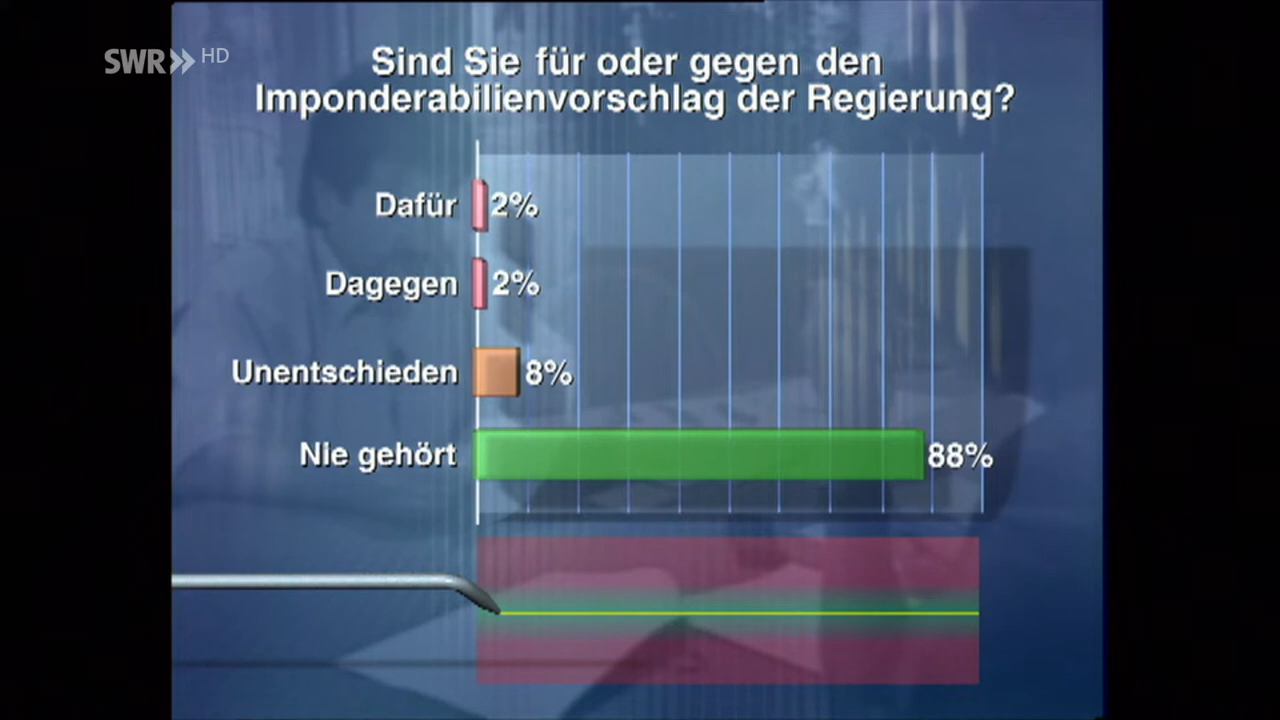 SWR HD
Sind Sie für oder gegen den
Imponderabilienvorschlag der Regierung?
Dafür 2%
Dagegen 2%
Unentschieden 8%
Nie gehört 88%